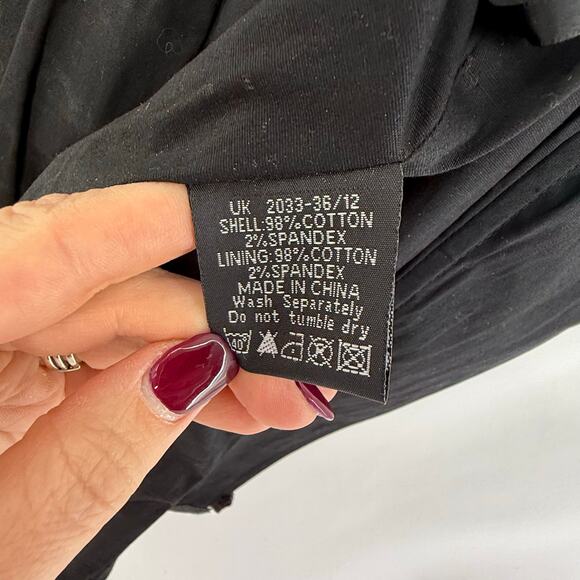 UK 2033-36/12
SHELL:98%COTTON
2%SPANDEX
LINING:98%COTTON
2%SPANDEX
MADE IN CHINA
Wash Separately
Do not tumble dry
40°